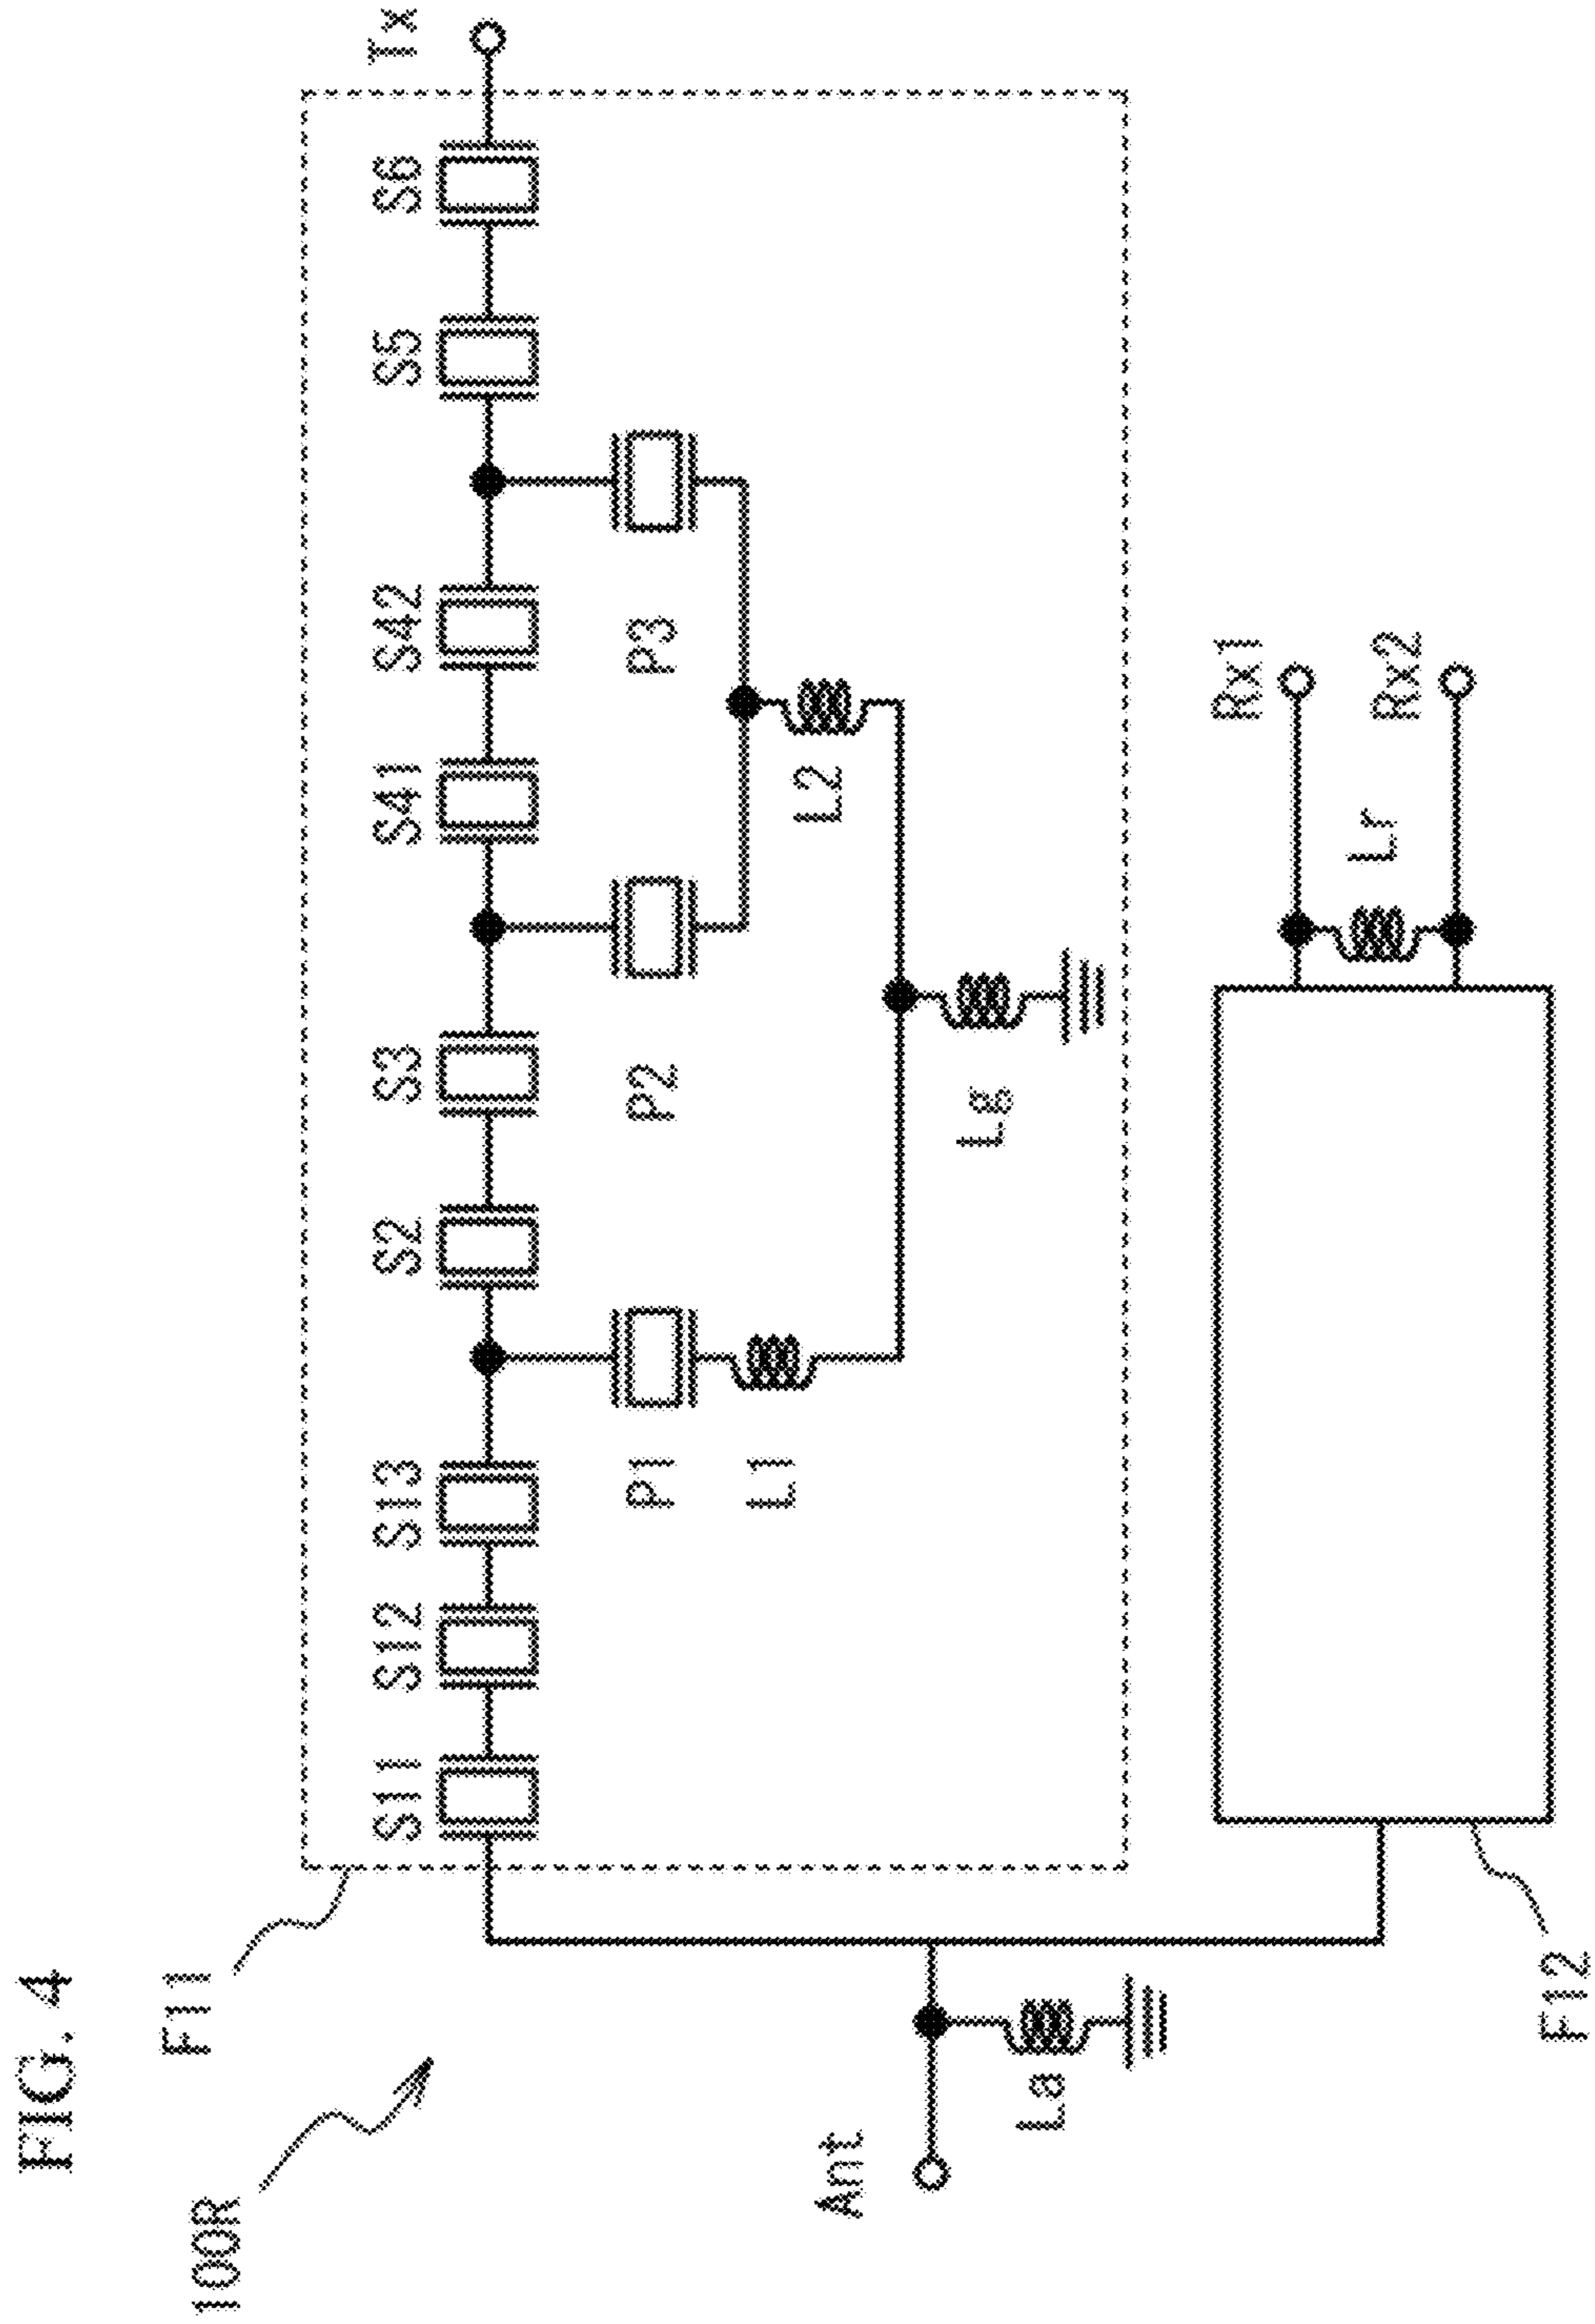 FIG. 4
100R
F11
S11
S12
S13
S2
S3
S41
S42
S5
S6
Tx
P1
L1
P2
P3
L2
Lg
Ant
La
Rx1
Lr
Rx2
F12